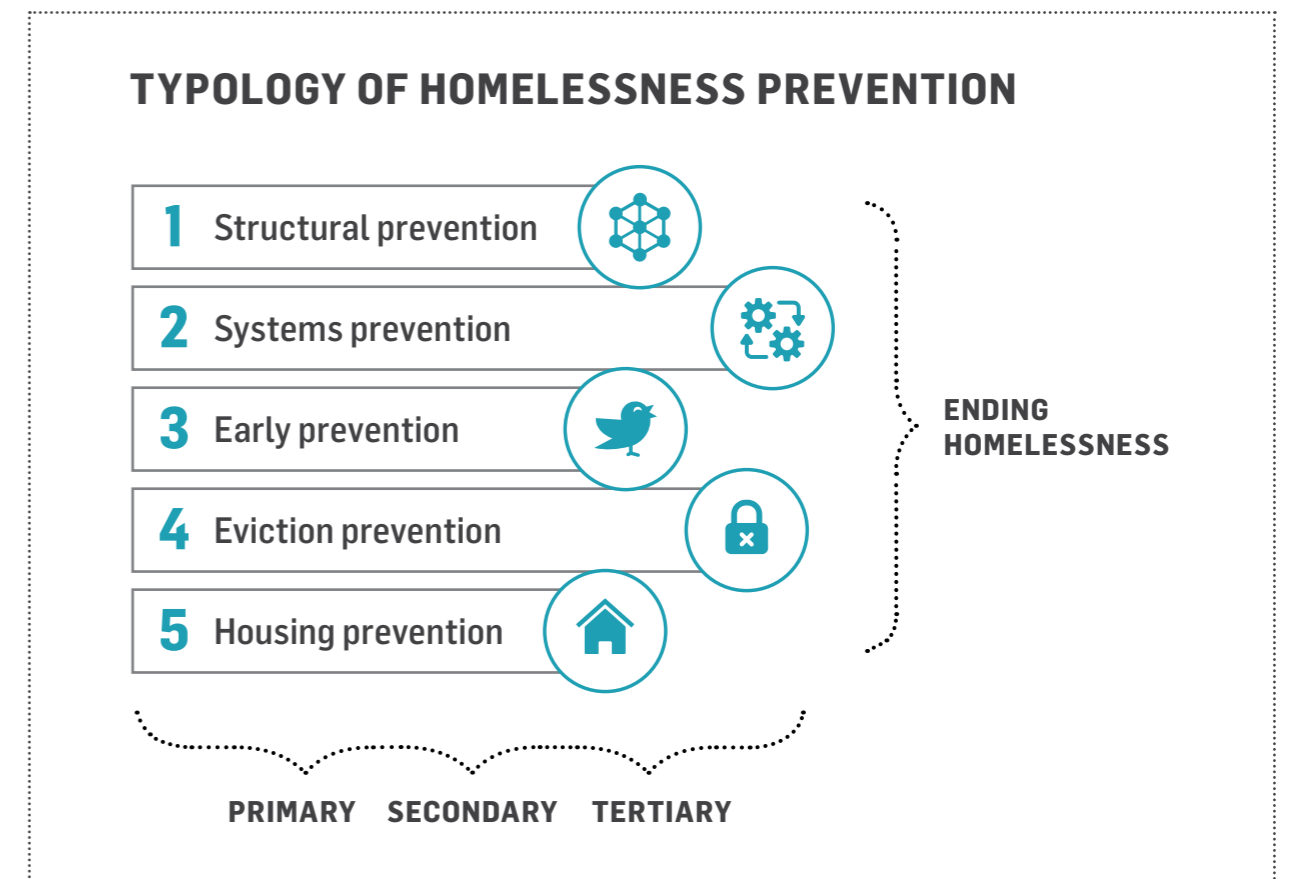 TYPOLOGY OF HOMELESSNESS PREVENTION
1 Structural prevention
2 Systems prevention
3 Early prevention
4 Eviction prevention
5 Housing prevention
ENDING
HOMELESSNESS
PRIMARY SECONDARY TERTIARY